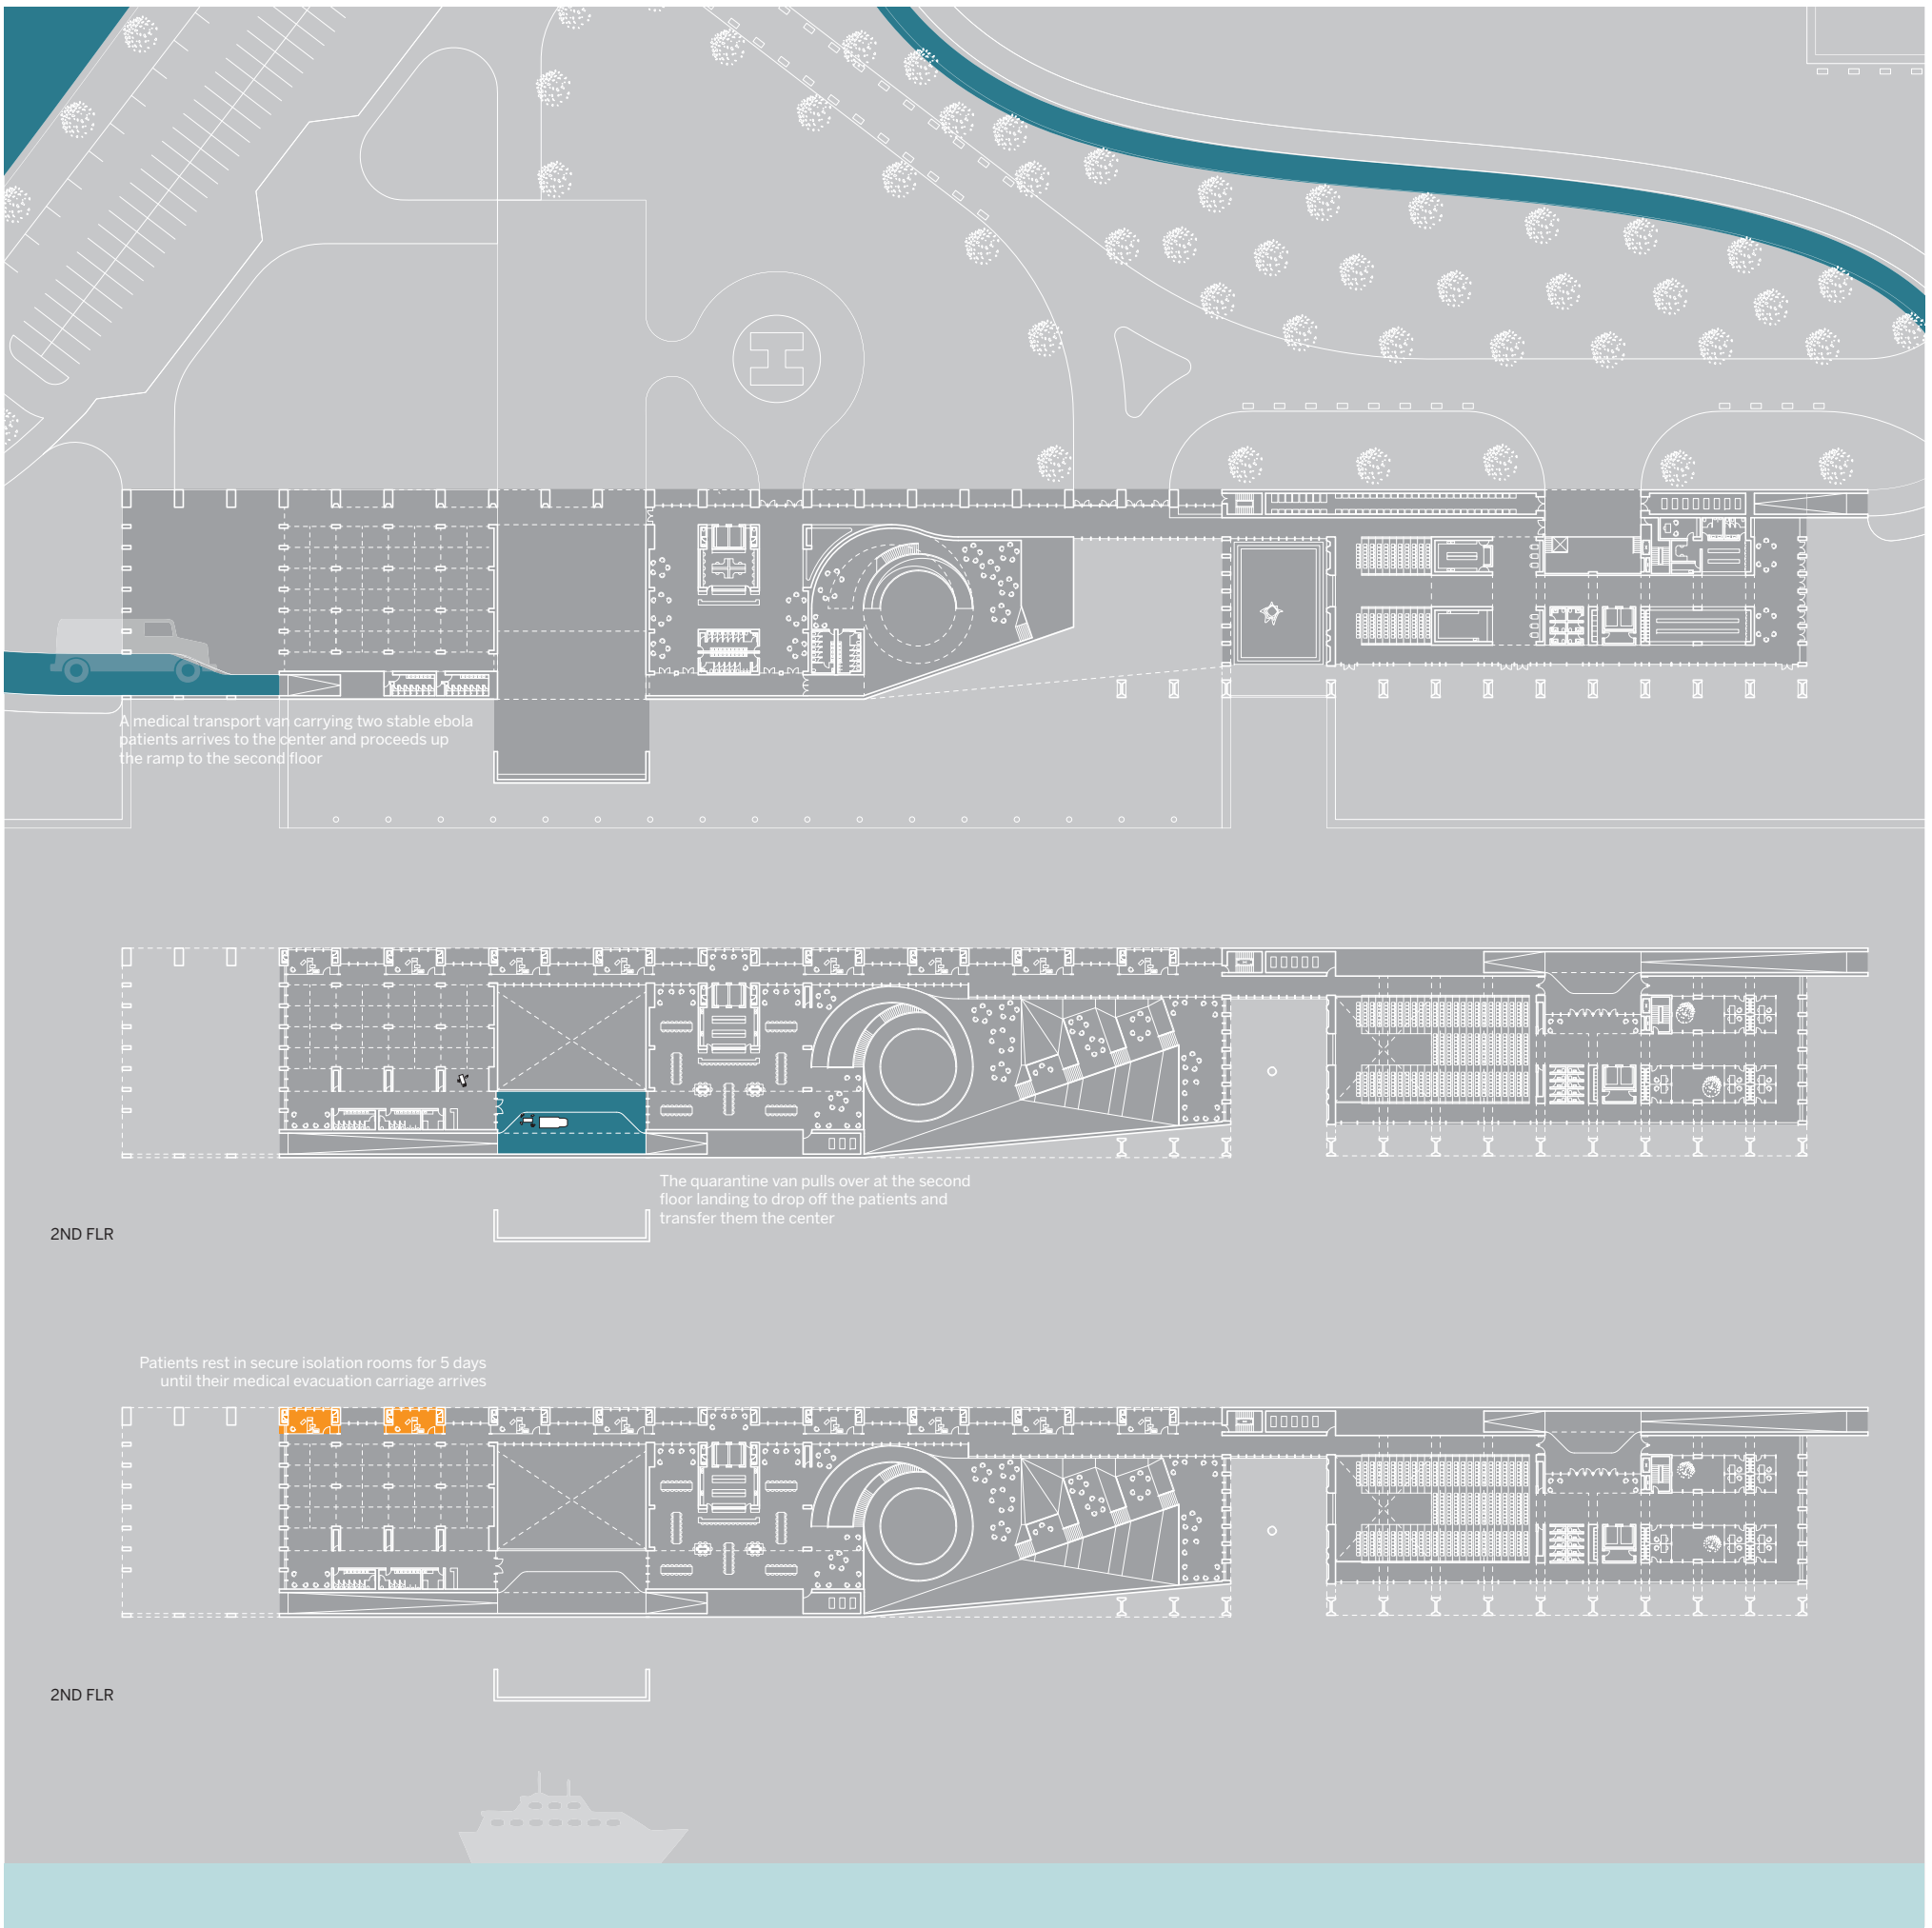 H
A medical transport van carrying two stable ebola
patients arrives to the center and proceeds up
the ramp to the second floor
The quarantine van pulls over at the second
floor landing to drop off the patients and
transfer them the center
2ND FLR
Patients rest in secure isolation rooms for 5 days
until their medical evacuation carriage arrives
2ND FLR